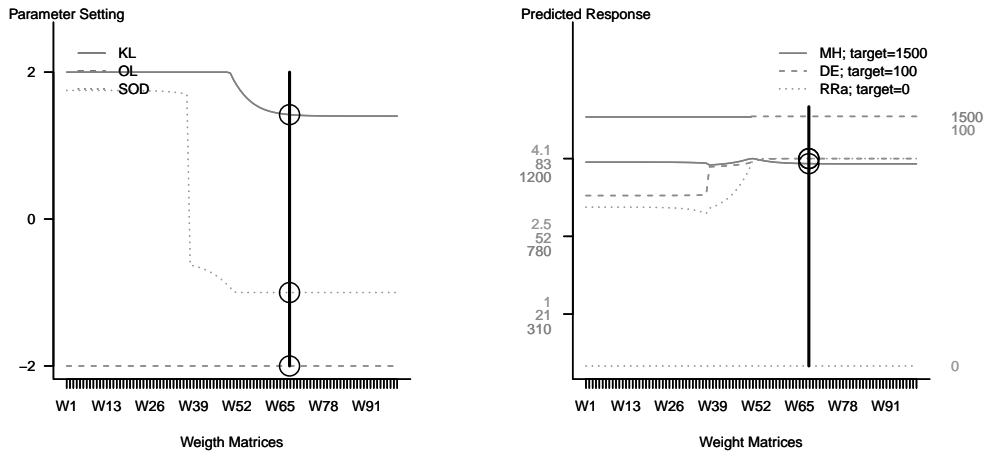 Parameter Setting
KL
OL
SOD
2
0
−2
W1 W13 W26 W39 W52 W65 W78 W91
Weigth Matrices
Predicted Response
MH; target=1500
DE; target=100
RRa; target=0
1500
100
4.1
83
1200
2.5
52
780
1
21
310
0
W1 W13 W26 W39 W52 W65 W78 W91
Weight Matrices